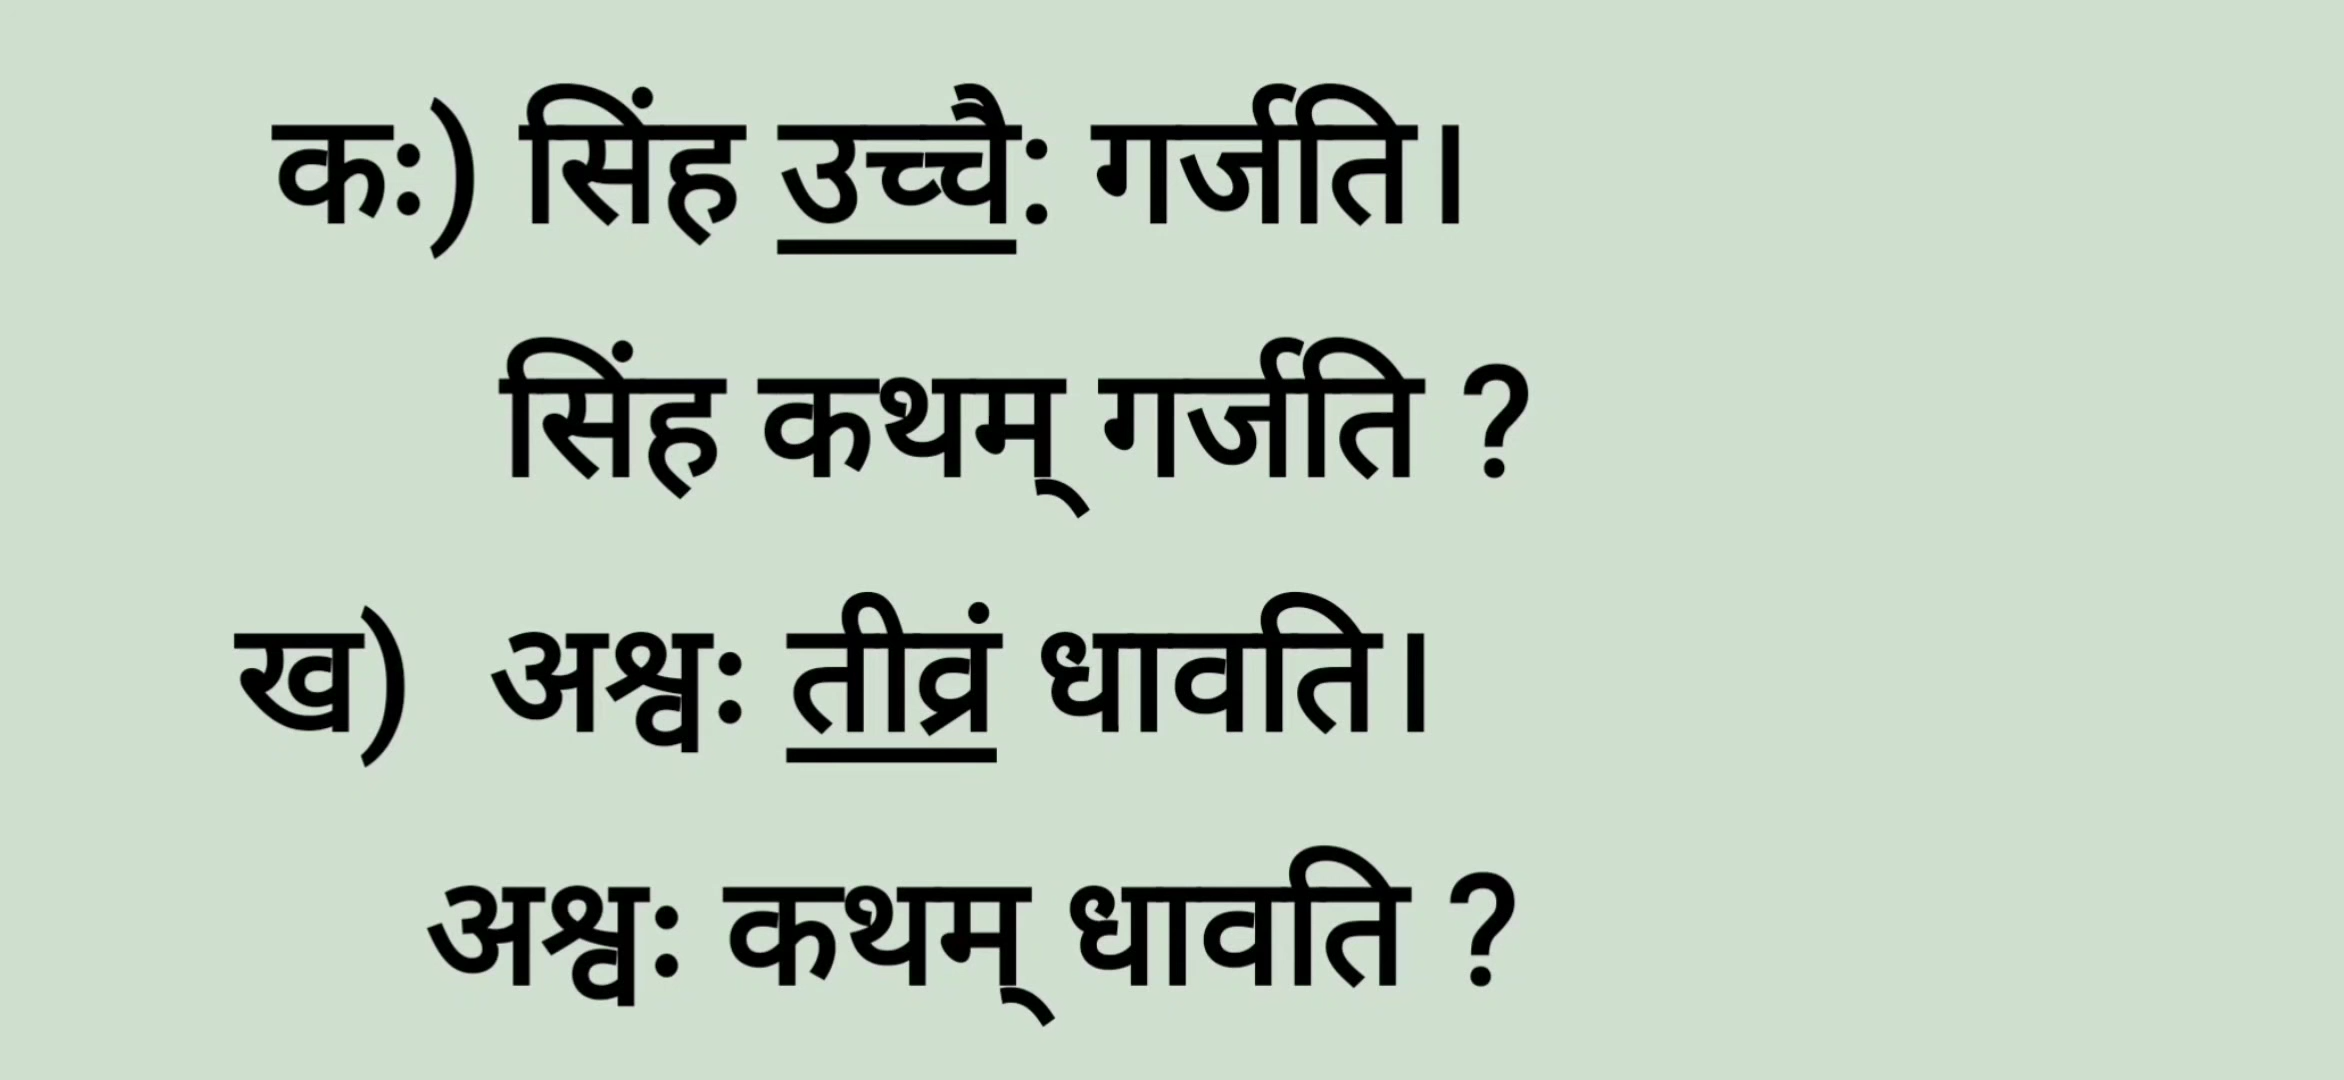 कः) सिंह उच्चै: गर्जति।
सिंह कथम् गर्जति ?
ख) अश्व: तीव्रं धावति।
अश्व: कथम् धावति ?